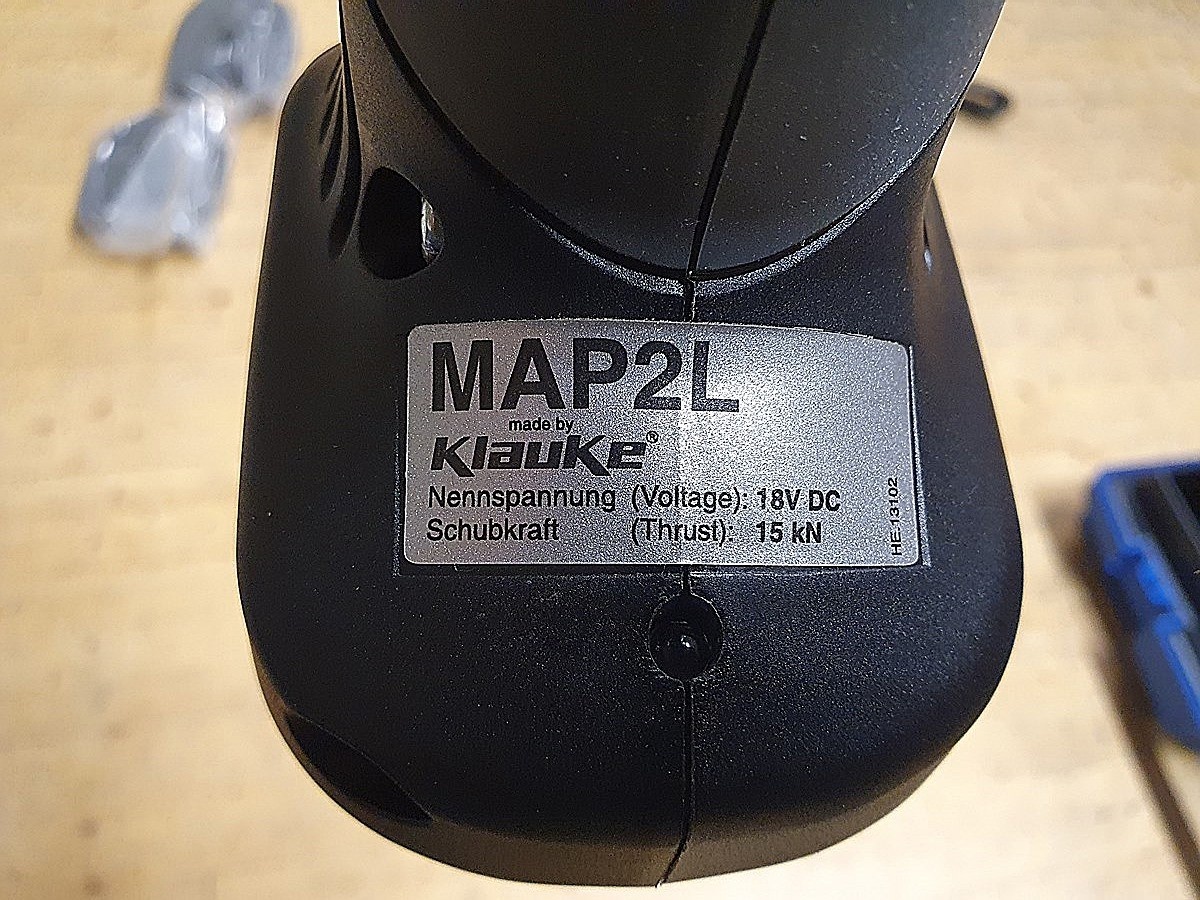 MAP2L
made by
Klauke®
Nennspannung (Voltage): 18V DC
Schubkraft (Thrust): 15 kN
HE-13102